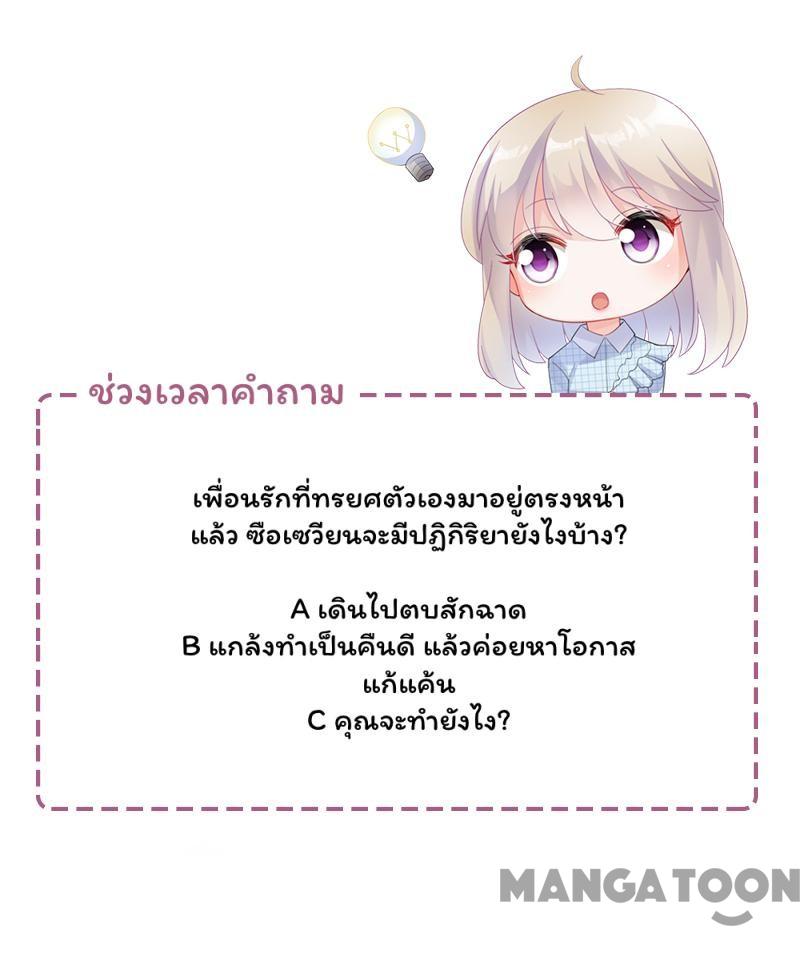 ช่วงเวลาคำถาม
เพื่อนรักที่ทรยศตัวเองมาอยู่ตรงหน้า
แล้ว ซือเซวียนจะมีปฏิกิริยายังไงบ้าง?
A เดินไปตบสักฉาด
B แกล้งทำเป็นคืนดี แล้วค่อยหาโอกาส
แก้แค้น
C คุณจะทำยังไง?
MANGATOON